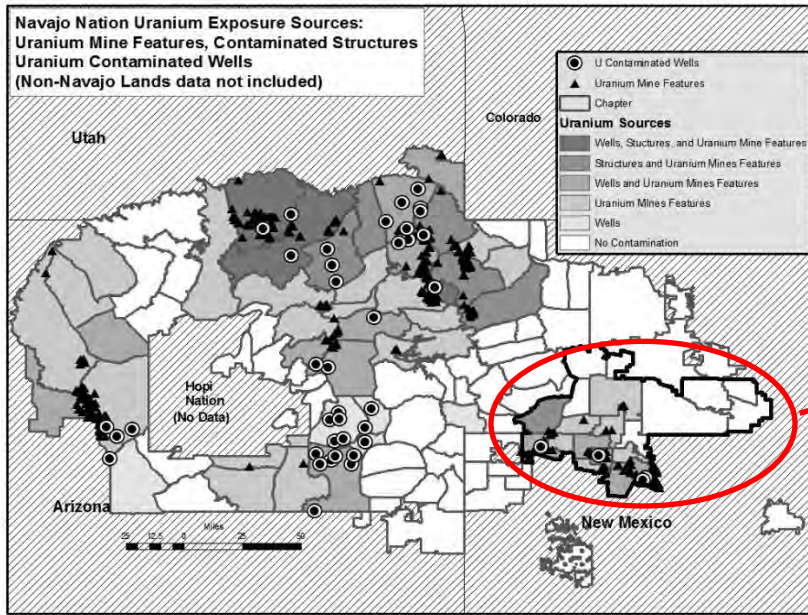 Navajo Nation Uranium Exposure Sources:
Uranium Mine Features, Contaminated Structures
Uranium Contaminated Wells
(Non-Navajo Lands data not included)
Utah
Colorado
U Contaminated Wells
Uranium Mine Features
Chapter
Uranium Sources
Wells, Stuctures, and Uranium Mine Features
Structures and Uranium Mines Features
Wells and Uranium Mines Features
Uranium Mines Features
Wells
No Contamination
Hopi
Nation
(No Data)
Arizona
New Mexico
Miles
25 12.5 0 25 50